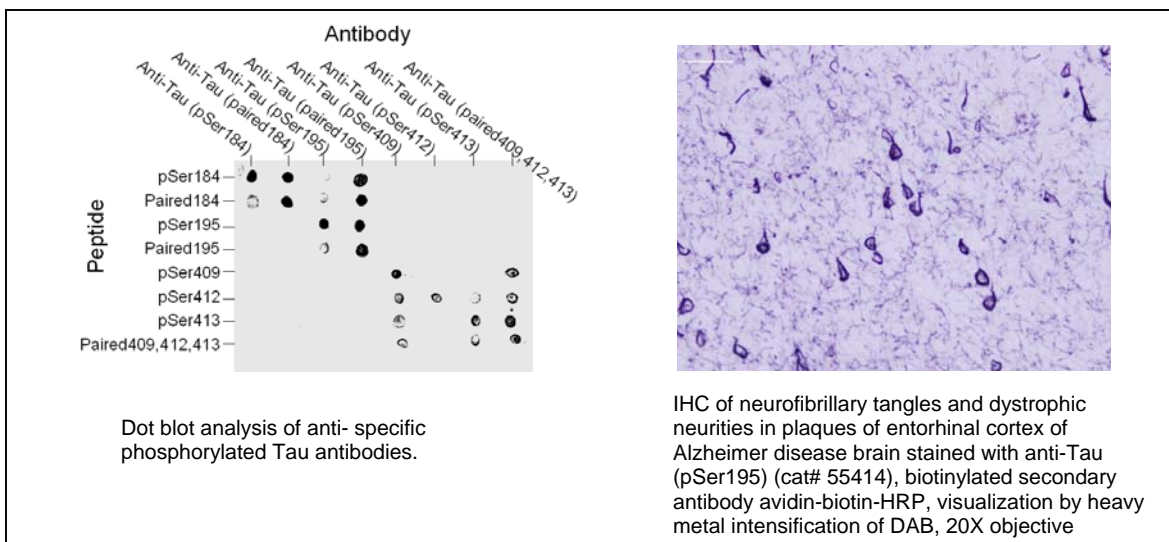 Antibody
Anti-Tau (pSer184)
Anti-Tau (paired184)
Anti-Tau (pSer195)
Anti-Tau (paired195)
Anti-Tau (pSer409)
Anti-Tau (pSer412)
Anti-Tau (pSer413)
Anti-Tau (paired409,412,413)
Peptide
pSer184
Paired184
pSer195
Paired195
pSer409
pSer412
pSer413
Paired409,412,413
Dot blot analysis of anti- specific
phosphorylated Tau antibodies.
IHC of neurofibrillary tangles and dystrophic
neurities in plaques of entorhinal cortex of
Alzheimer disease brain stained with anti-Tau
(pSer195) (cat# 55414), biotinylated secondary
antibody avidin-biotin-HRP, visualization by heavy
metal intensification of DAB, 20X objective